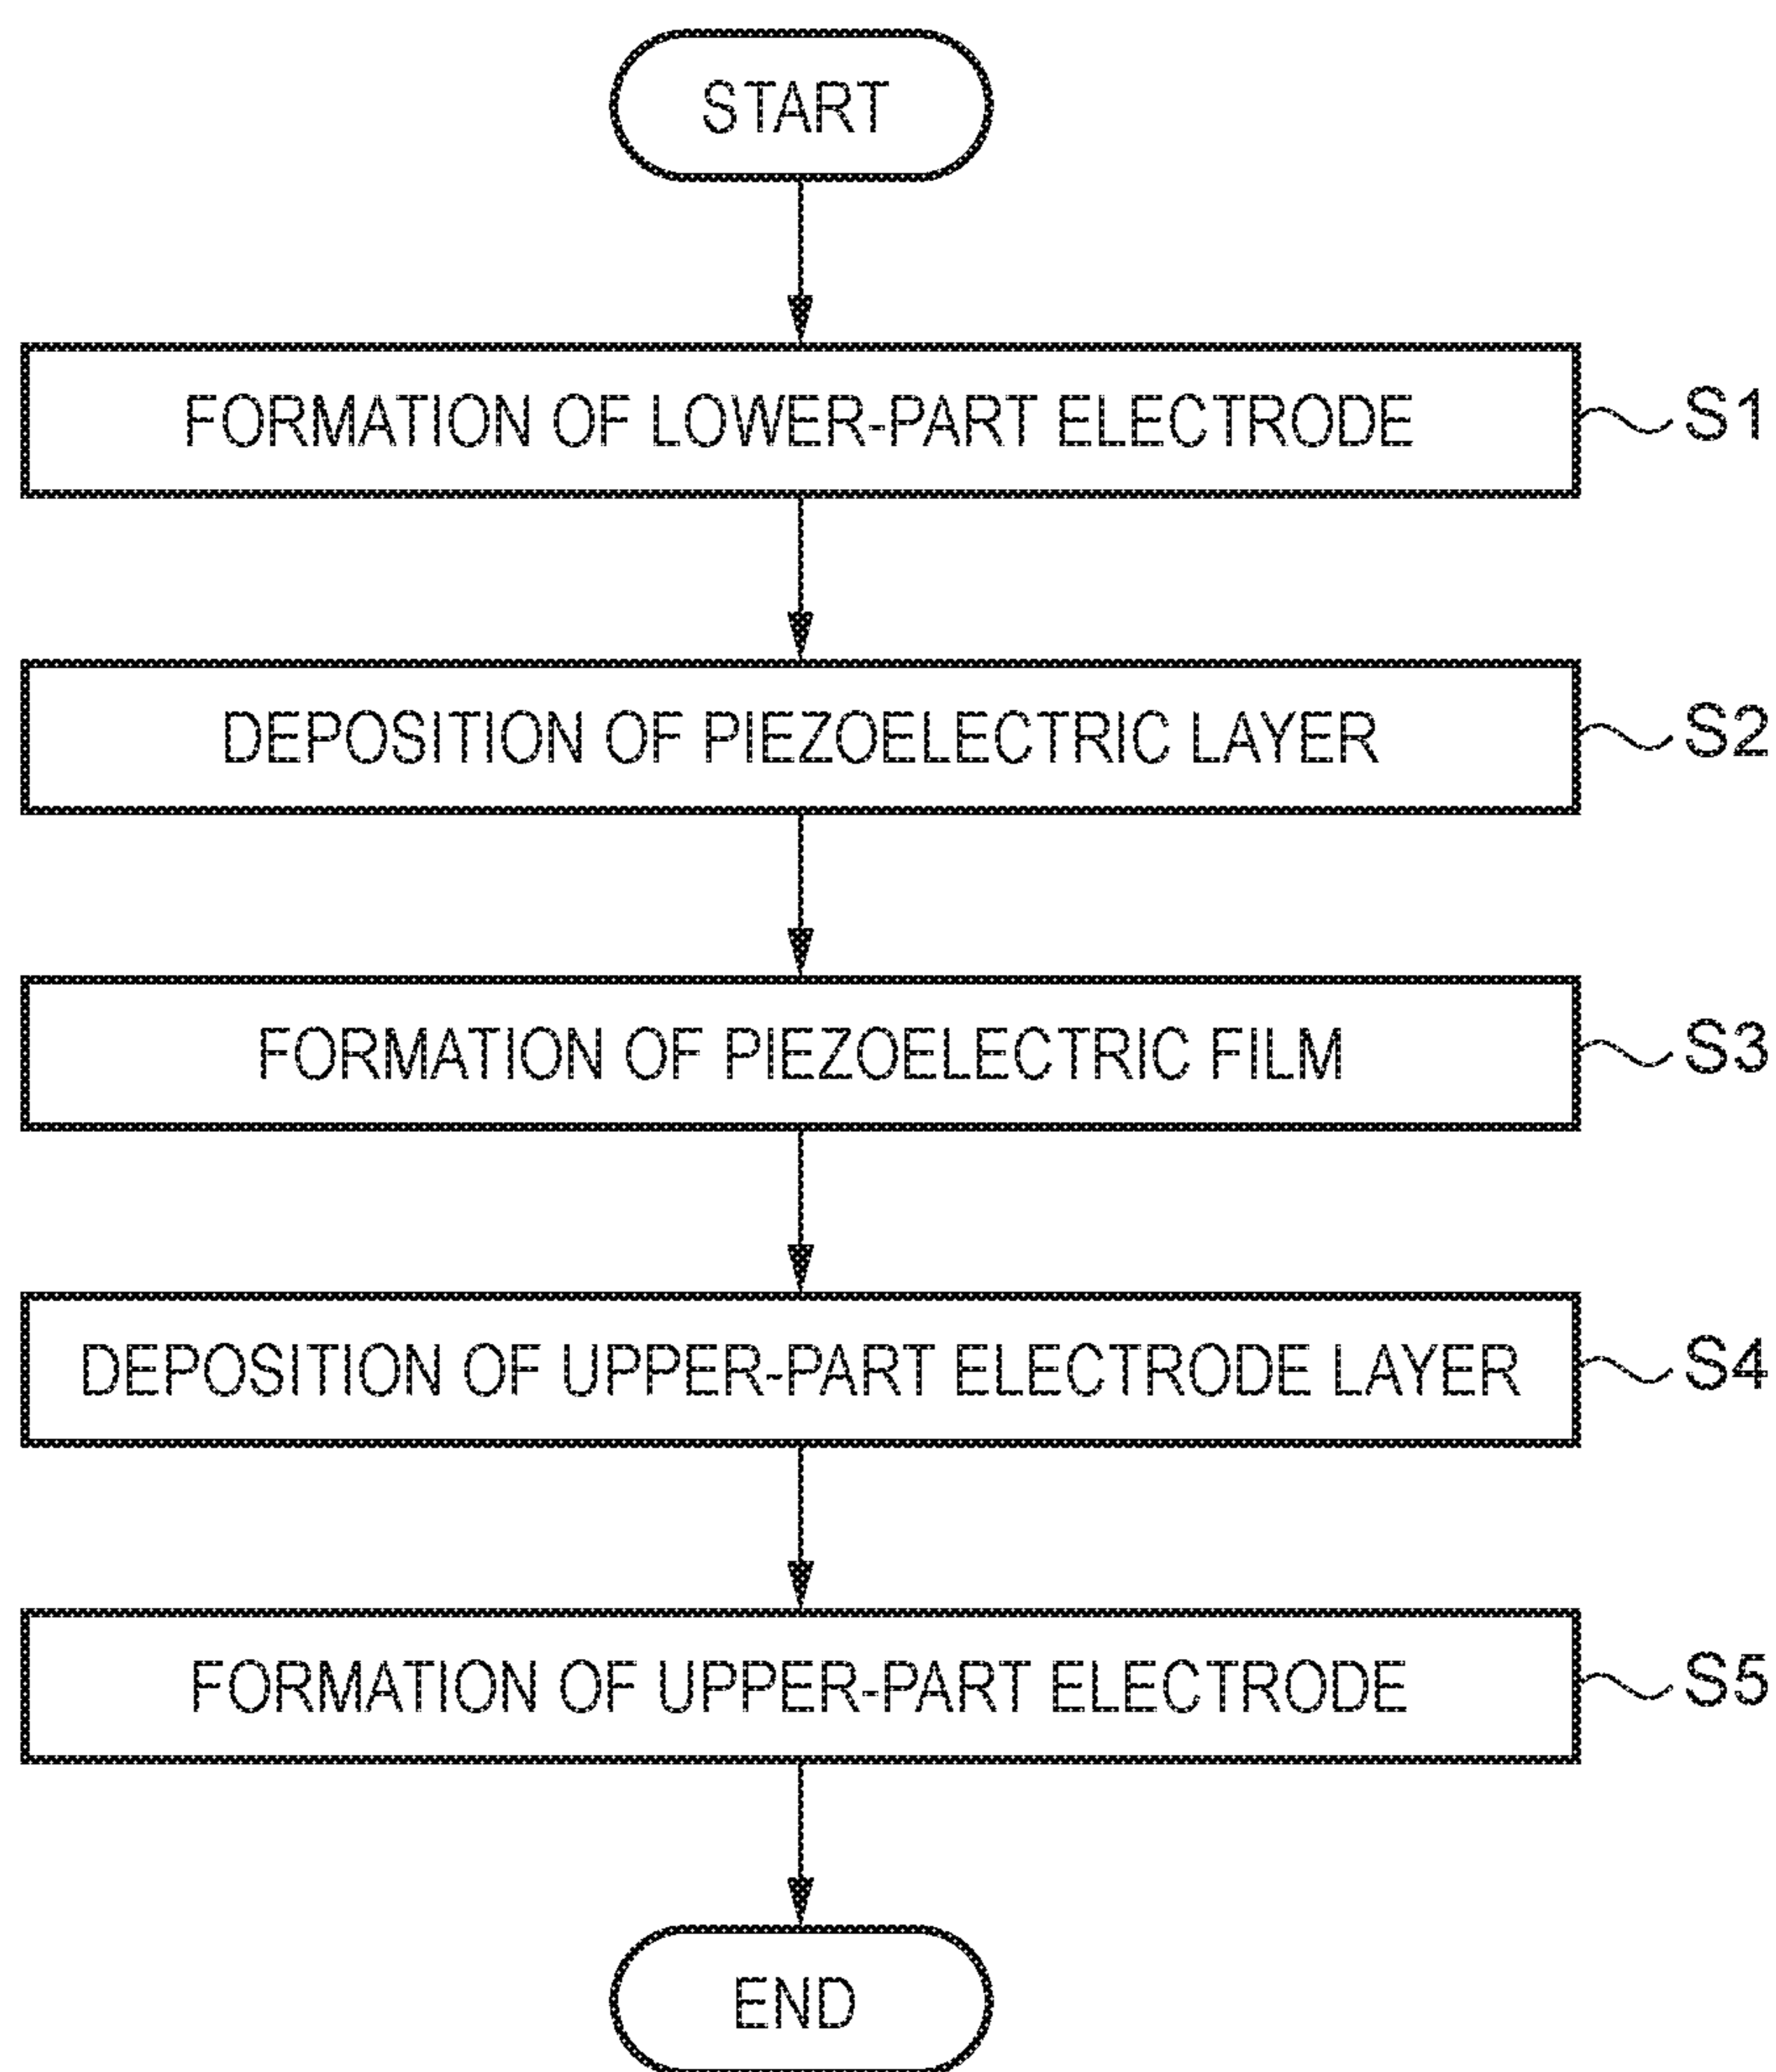 START
FORMATION OF LOWER-PART ELECTRODE
S1
DEPOSITION OF PIEZOELECTRIC LAYER
S2
FORMATION OF PIEZOELECTRIC FILM
S3
DEPOSITION OF UPPER-PART ELECTRODE LAYER
S4
FORMATION OF UPPER-PART ELECTRODE
S5
END